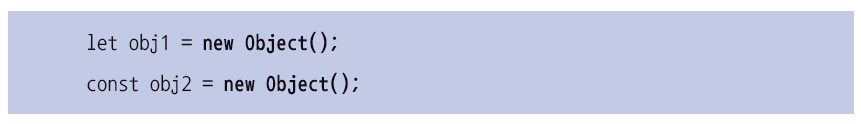 let obj1 = new Object();
const obj2 = new Object();